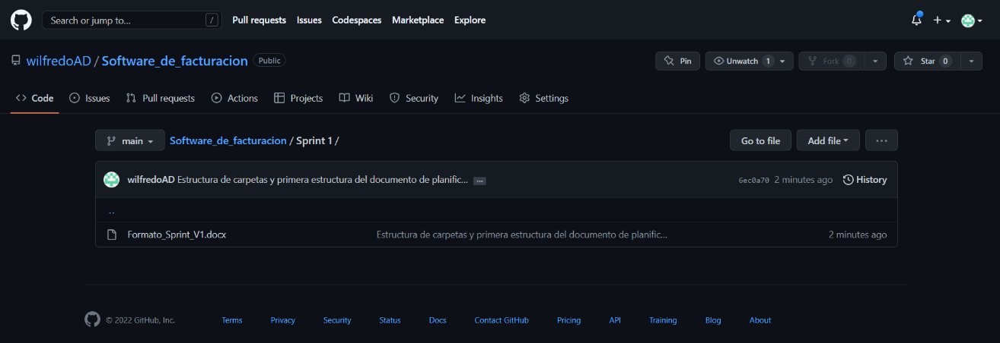 Search or jump to... / Pull requests Issues Codespaces Marketplace Explore
wilfredoAD / Software_de_facturacion Public Pin Unwatch 1 Fork 0 Star 0
Code Issues Pull requests Actions Projects Wiki Security Insights Settings
main Software_de_facturacion / Sprint 1 / Go to file Add file ...
wilfredoAD Estructura de carpetas y primera estructura del documento de planific... ... 6ec0a70 2 minutes ago History
..
Formato_Sprint_V1.docx Estructura de carpetas y primera estructura del documento de planific... 2 minutes ago
© 2022 GitHub, Inc. Terms Privacy Security Status Docs Contact GitHub Pricing API Training Blog About